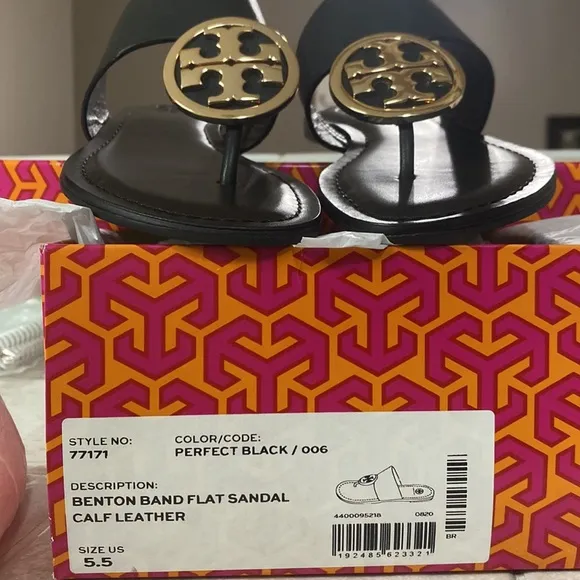 STYLE NO:
77171
COLOR/CODE:
PERFECT BLACK / 006
DESCRIPTION:
BENTON BAND FLAT SANDAL
CALF LEATHER
4400095218 0820
BR
192485623321
SIZE US
5.5